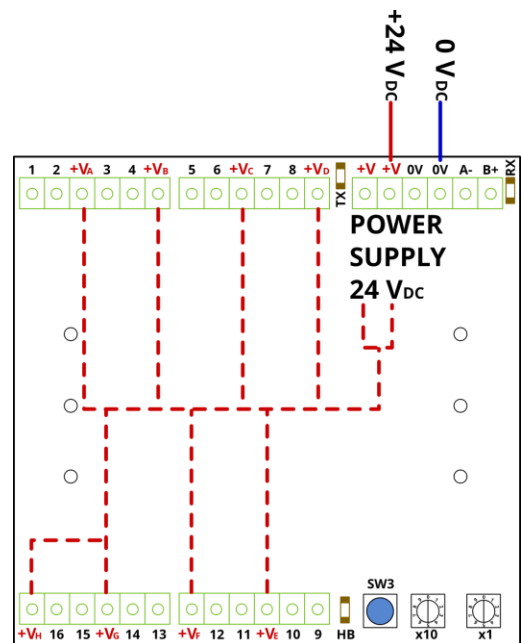 +24 VDC
0 VDC
1 2 +VA 3 4 +VB 5 6 +VC 7 8 +VD TX +V +V 0V 0V A- B+ RX
POWER
SUPPLY
24 VDC
SW3
+VH 16 15 +VG 14 13 +VF 12 11 +VE 10 9 HB x10 x1